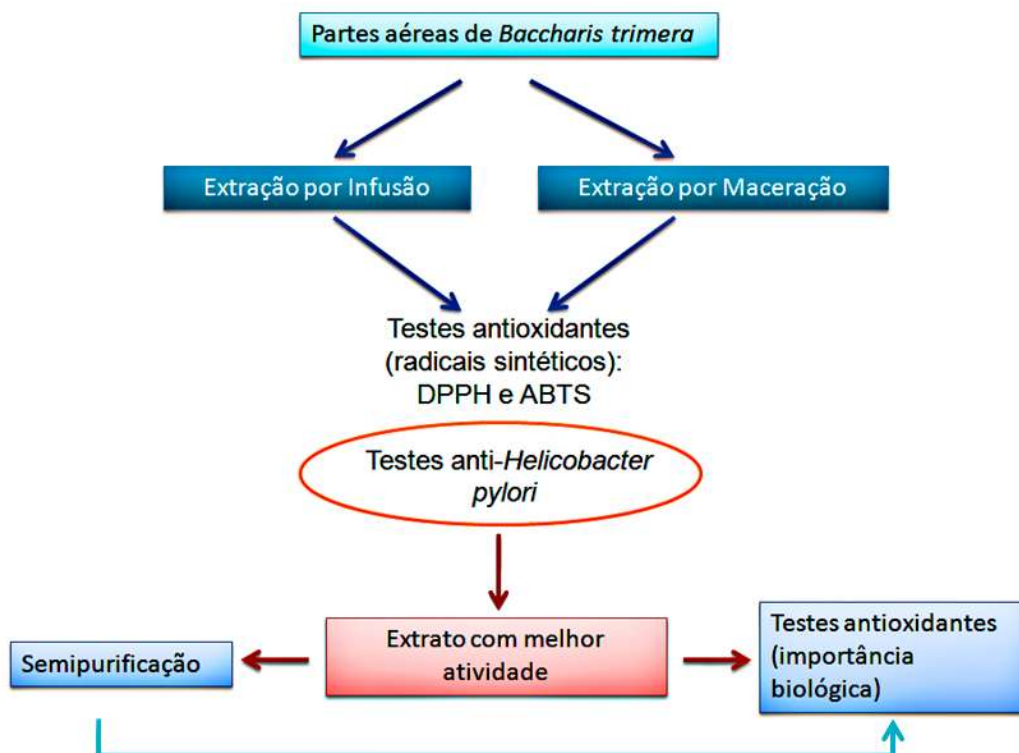 Partes aéreas de Baccharis trimera
Extração por Infusão
Extração por Maceração
Testes antioxidantes
(radicais sintéticos):
DPPH e ABTS
Testes anti-Helicobacter
pylori
Extrato com melhor
atividade
Semipurificação
Testes antioxidantes
(importância
biológica)